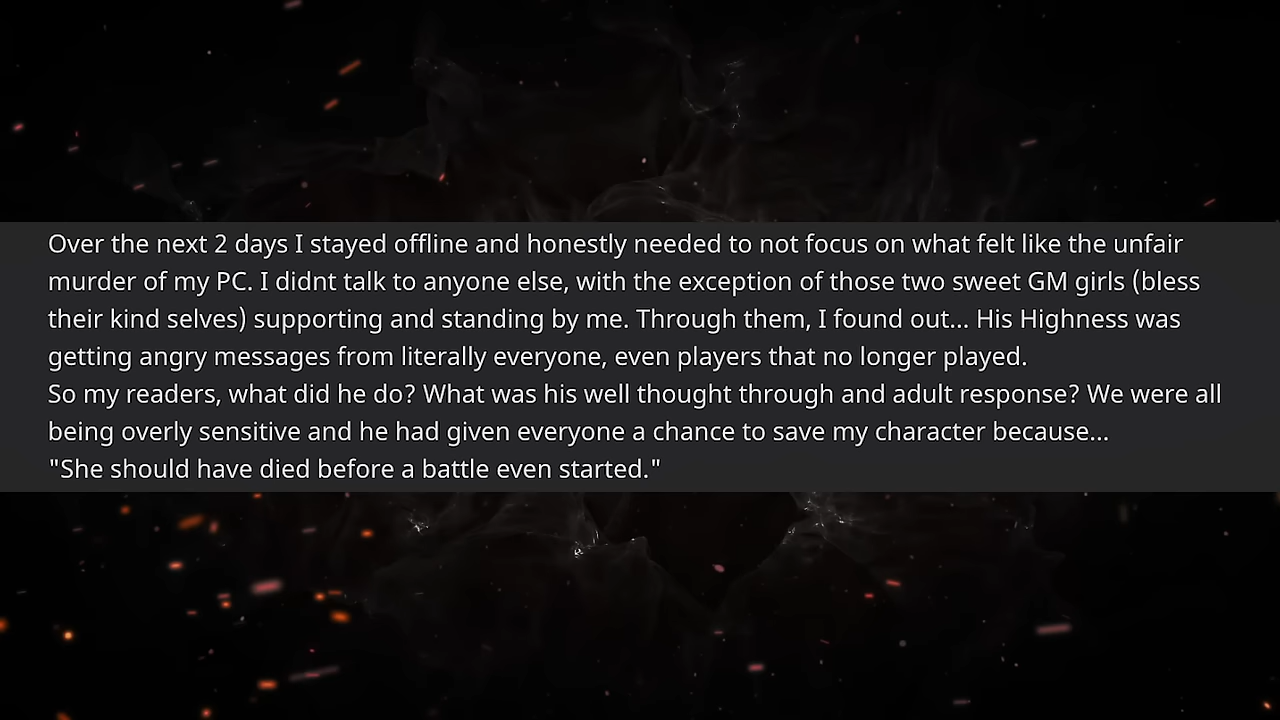 Over the next 2 days I stayed offline and honestly needed to not focus on what felt like the unfair
murder of my PC. I didnt talk to anyone else, with the exception of those two sweet GM girls (bless
their kind selves) supporting and standing by me. Through them, I found out... His Highness was
getting angry messages from literally everyone, even players that no longer played.
So my readers, what did he do? What was his well thought through and adult response? We were all
being overly sensitive and he had given everyone a chance to save my character because...
"She should have died before a battle even started."